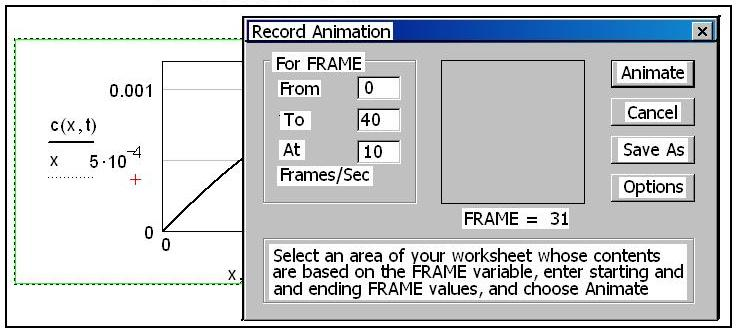 Record Animation
For FRAME
From 0
To 40
At 10
Frames/Sec
Animate
Cancel
Save As
Options
FRAME = 31
Select an area of your worksheet whose contents
are based on the FRAME variable, enter starting and
and ending FRAME values, and choose Animate
0.001
c(x,t)
x
5·10⁻⁴
0
0
x,